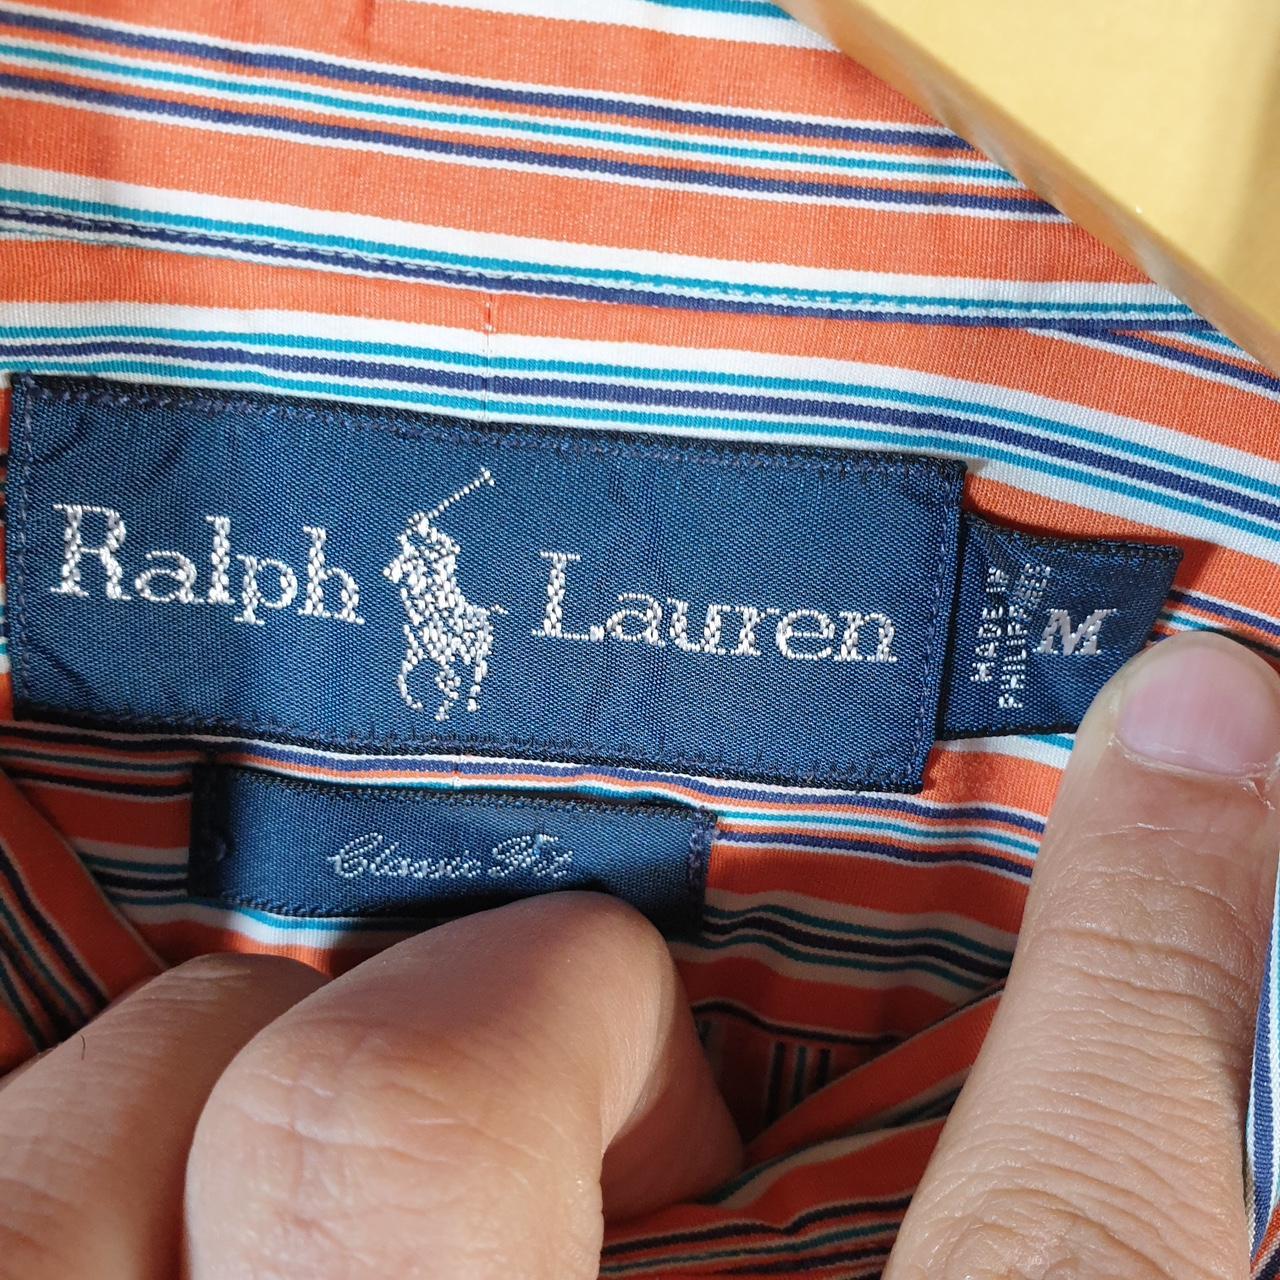 Ralph Lauren
MADE IN
PHILIPPINES
M
Classic Fit